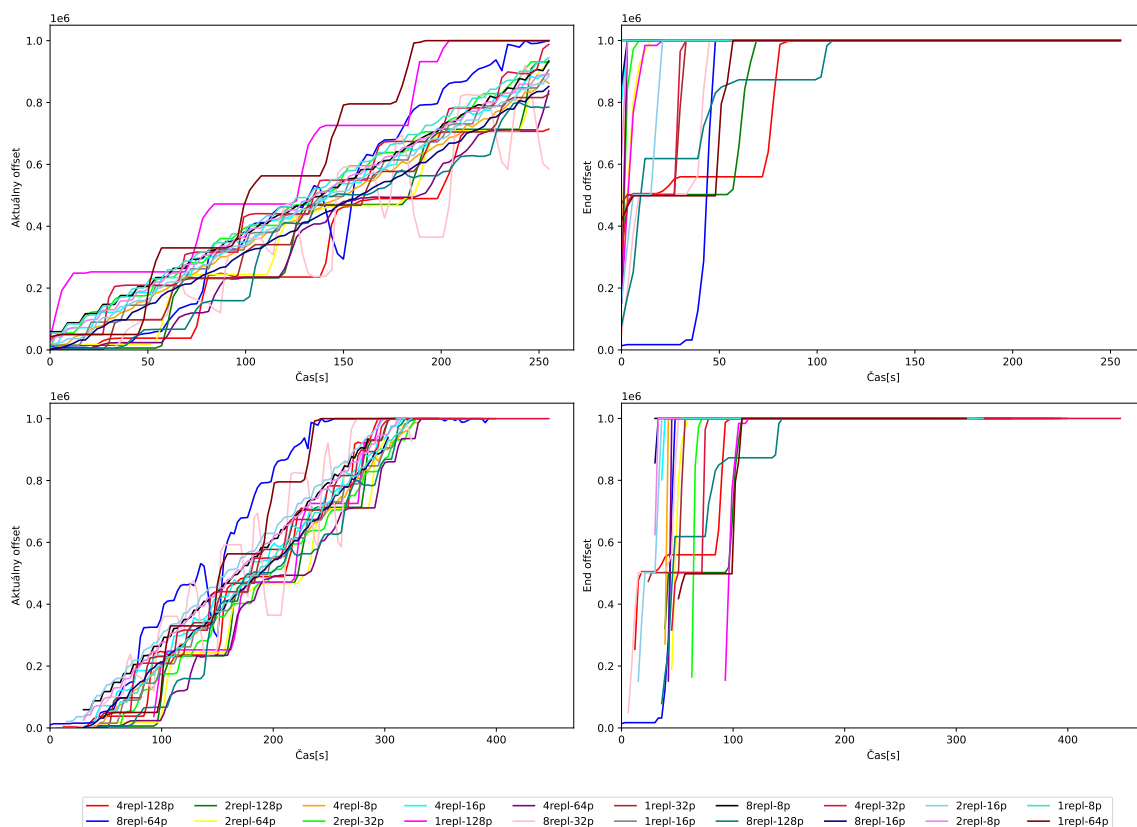 1e6
1e6
Aktuálny offset
1.0
0.8
0.6
0.4
0.2
0.0
0 50 100 150 200 250
Čas[s]
End offset
1.0
0.8
0.6
0.4
0.2
0.0
0 50 100 150 200 250
Čas[s]
1e6
1e6
Aktuálny offset
1.0
0.8
0.6
0.4
0.2
0.0
0 100 200 300 400
Čas[s]
End offset
1.0
0.8
0.6
0.4
0.2
0.0
0 100 200 300 400
Čas[s]
4repl-128p 2repl-128p 4repl-8p 4repl-16p 4repl-64p 1repl-32p 8repl-8p 4repl-32p 2repl-16p 1repl-8p
8repl-64p 2repl-64p 2repl-32p 1repl-128p 8repl-32p 1repl-16p 8repl-128p 8repl-16p 2repl-8p 1repl-64p